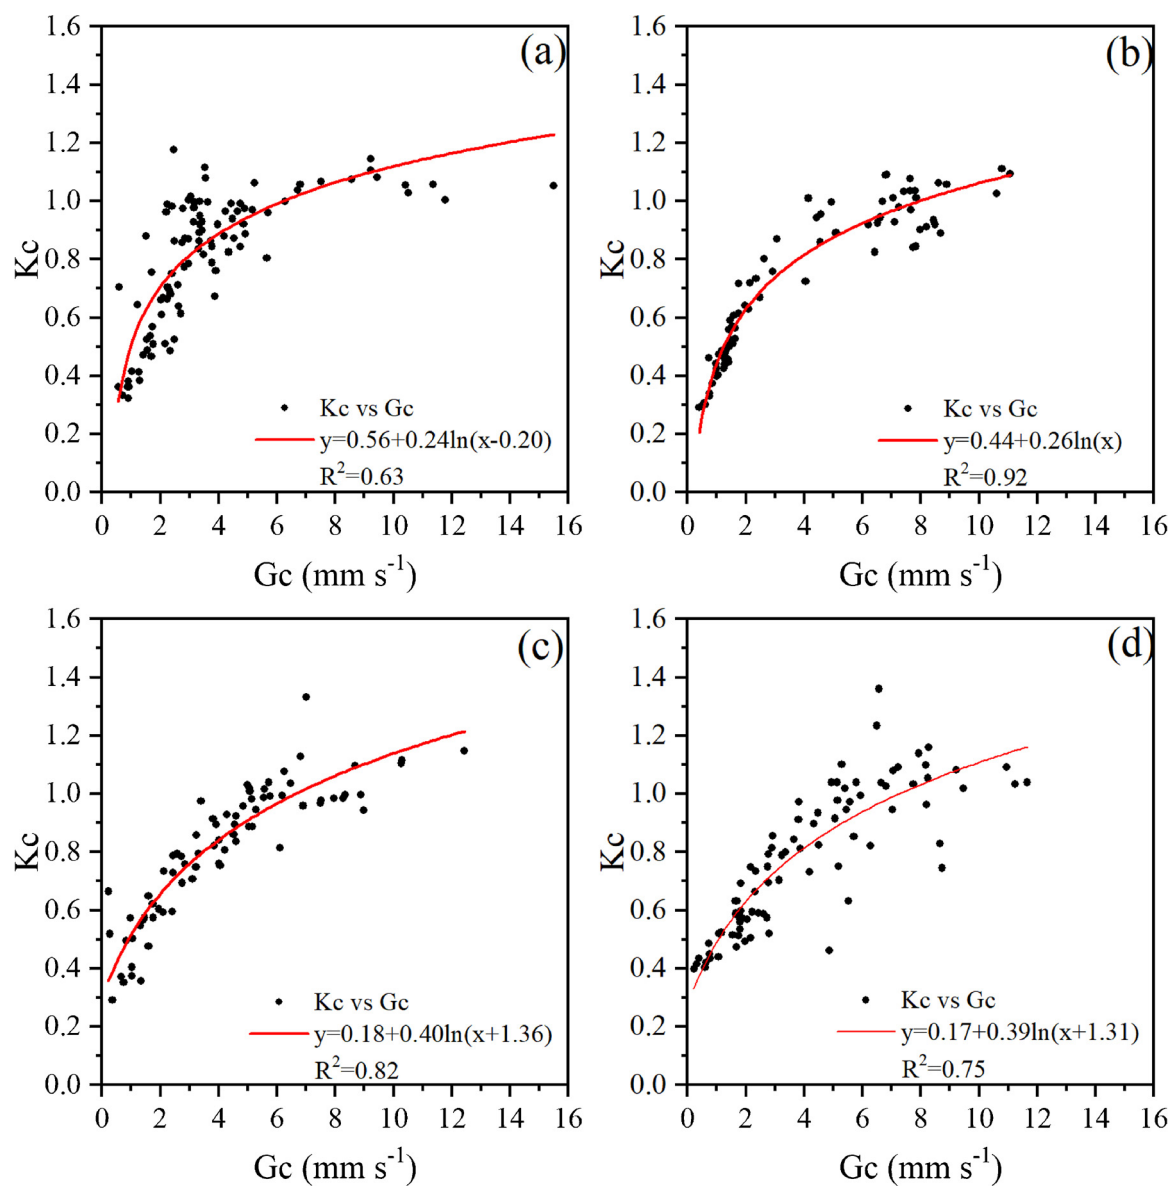 (a)
1.6
1.4
1.2
1.0
0.8
0.6
0.4
0.2
0.0
Kc
Kc vs Gc
y=0.56+0.24ln(x-0.20)
R²=0.63
0 2 4 6 8 10 12 14 16
Gc (mm s⁻¹)
(b)
1.6
1.4
1.2
1.0
0.8
0.6
0.4
0.2
0.0
Kc
Kc vs Gc
y=0.44+0.26ln(x)
R²=0.92
0 2 4 6 8 10 12 14 16
Gc (mm s⁻¹)
(c)
1.6
1.4
1.2
1.0
0.8
0.6
0.4
0.2
0.0
Kc
Kc vs Gc
y=0.18+0.40ln(x+1.36)
R²=0.82
0 2 4 6 8 10 12 14 16
Gc (mm s⁻¹)
(d)
1.6
1.4
1.2
1.0
0.8
0.6
0.4
0.2
0.0
Kc
Kc vs Gc
y=0.17+0.39ln(x+1.31)
R²=0.75
0 2 4 6 8 10 12 14 16
Gc (mm s⁻¹)